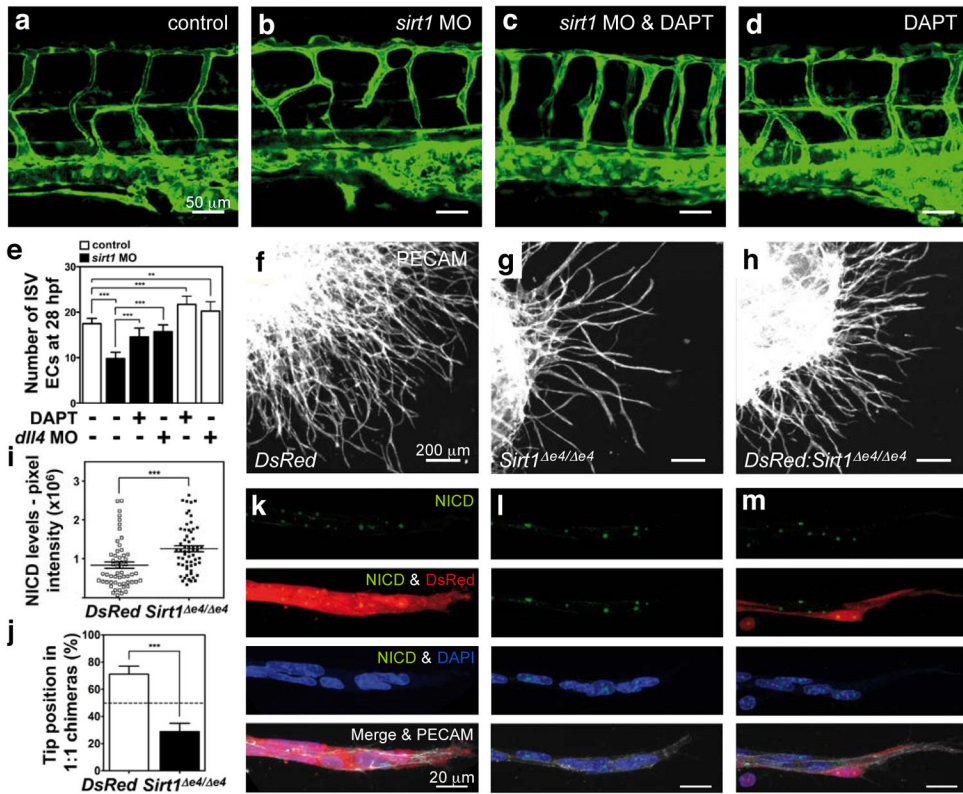 a control
b sirt1 MO
c sirt1 MO & DAPT
d DAPT
50 μm
e
control
sirt1 MO
Number of ISV
ECs at 28 hpf
30
20
10
0
*** *** *** *** **
DAPT - - + - + -
dll4 MO - - - + - +
f PECAM
DsRed
200 μm
g
Sirt1Δe4/Δe4
h
DsRed:Sirt1Δe4/Δe4
i
NICD levels - pixel
intensity (x10⁶)
3
2
1
0
***
DsRed Sirt1Δe4/Δe4
j
Tip position in
1:1 chimeras (%)
100
80
60
40
20
0
***
DsRed Sirt1Δe4/Δe4
k NICD
NICD & DsRed
NICD & DAPI
Merge & PECAM
20 μm
l
m